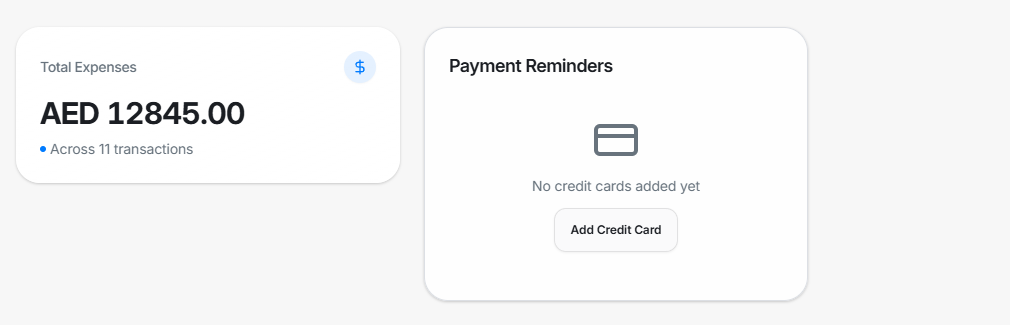 Total Expenses
$
AED 12845.00
Across 11 transactions
Payment Reminders
No credit cards added yet
Add Credit Card